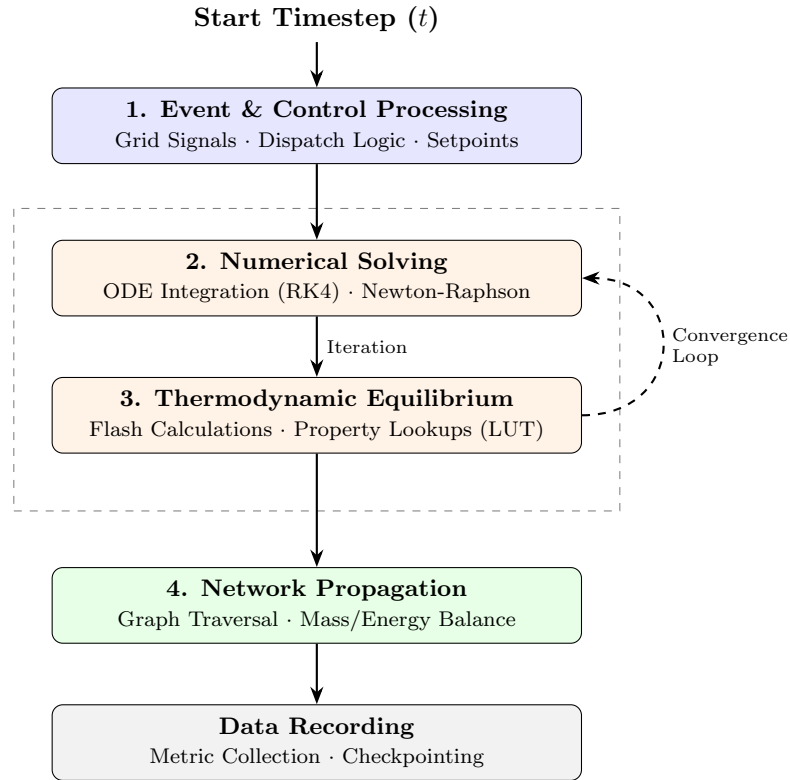 Start Timestep (t)
1. Event & Control Processing
Grid Signals · Dispatch Logic · Setpoints
2. Numerical Solving
ODE Integration (RK4) · Newton-Raphson
Iteration
Convergence
Loop
3. Thermodynamic Equilibrium
Flash Calculations · Property Lookups (LUT)
4. Network Propagation
Graph Traversal · Mass/Energy Balance
Data Recording
Metric Collection · Checkpointing